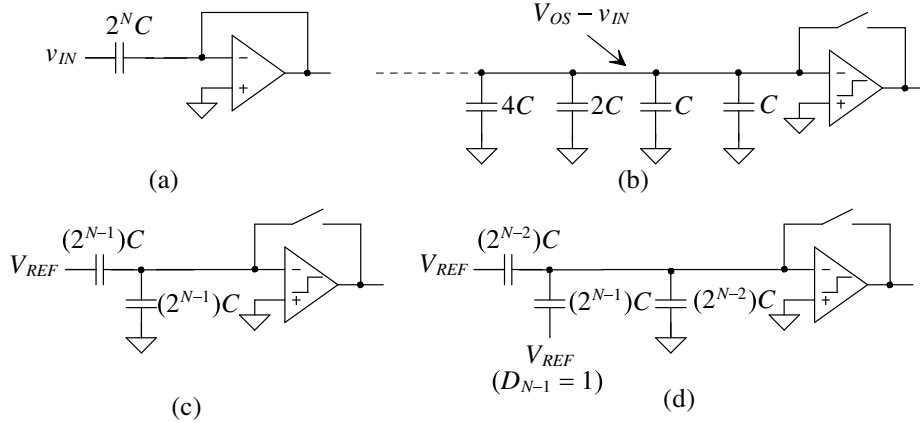 2^N C
v_IN
−
+
(a)
V_OS − v_IN
4C
2C
C
C
−
+
(b)
(2^{N-1})C
V_REF
(2^{N-1})C
−
+
(c)
(2^{N-2})C
V_REF
(2^{N-1})C
(2^{N-2})C
−
+
V_REF
(D_{N-1} = 1)
(d)